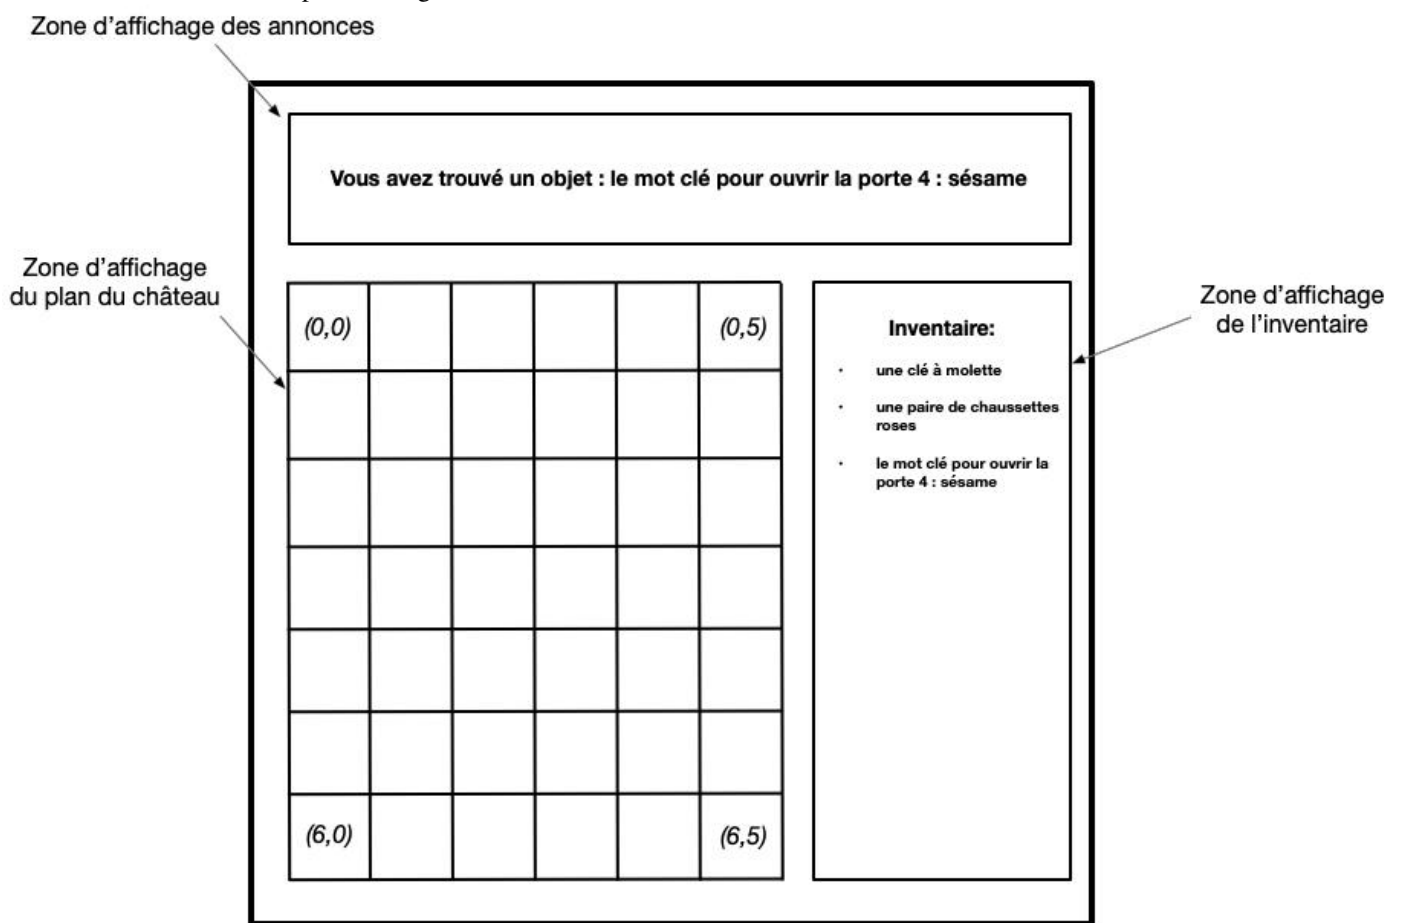 Zone d'affichage des annonces
Vous avez trouvé un objet : le mot clé pour ouvrir la porte 4 : sésame
Zone d'affichage
du plan du château
(0,0)
(0,5)
(6,0)
(6,5)
Inventaire:
· une clé à molette
· une paire de chaussettes
roses
· le mot clé pour ouvrir la
porte 4 : sésame
Zone d'affichage
de l'inventaire